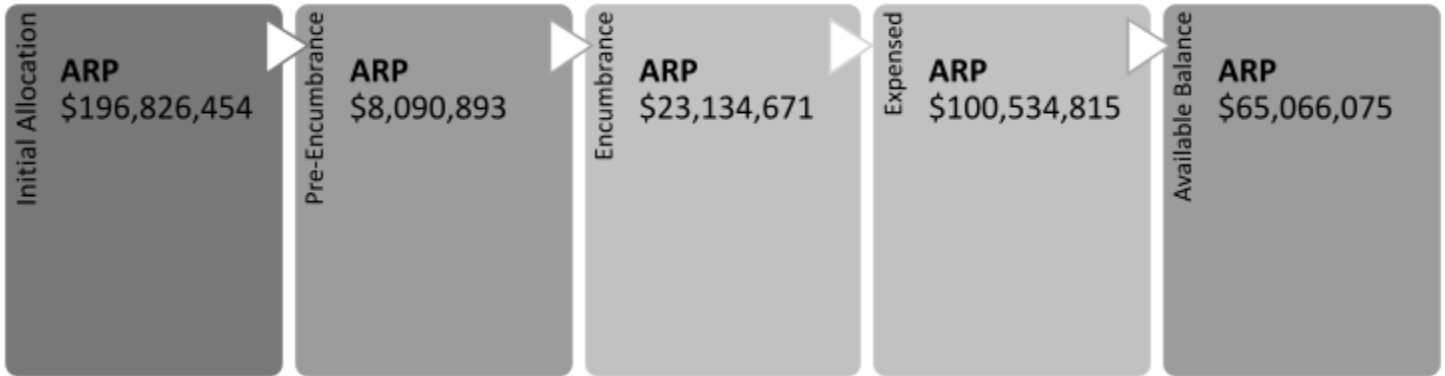 Initial Allocation
ARP
$196,826,454
Pre-Encumbrance
ARP
$8,090,893
Encumbrance
ARP
$23,134,671
Expensed
ARP
$100,534,815
Available Balance
ARP
$65,066,075